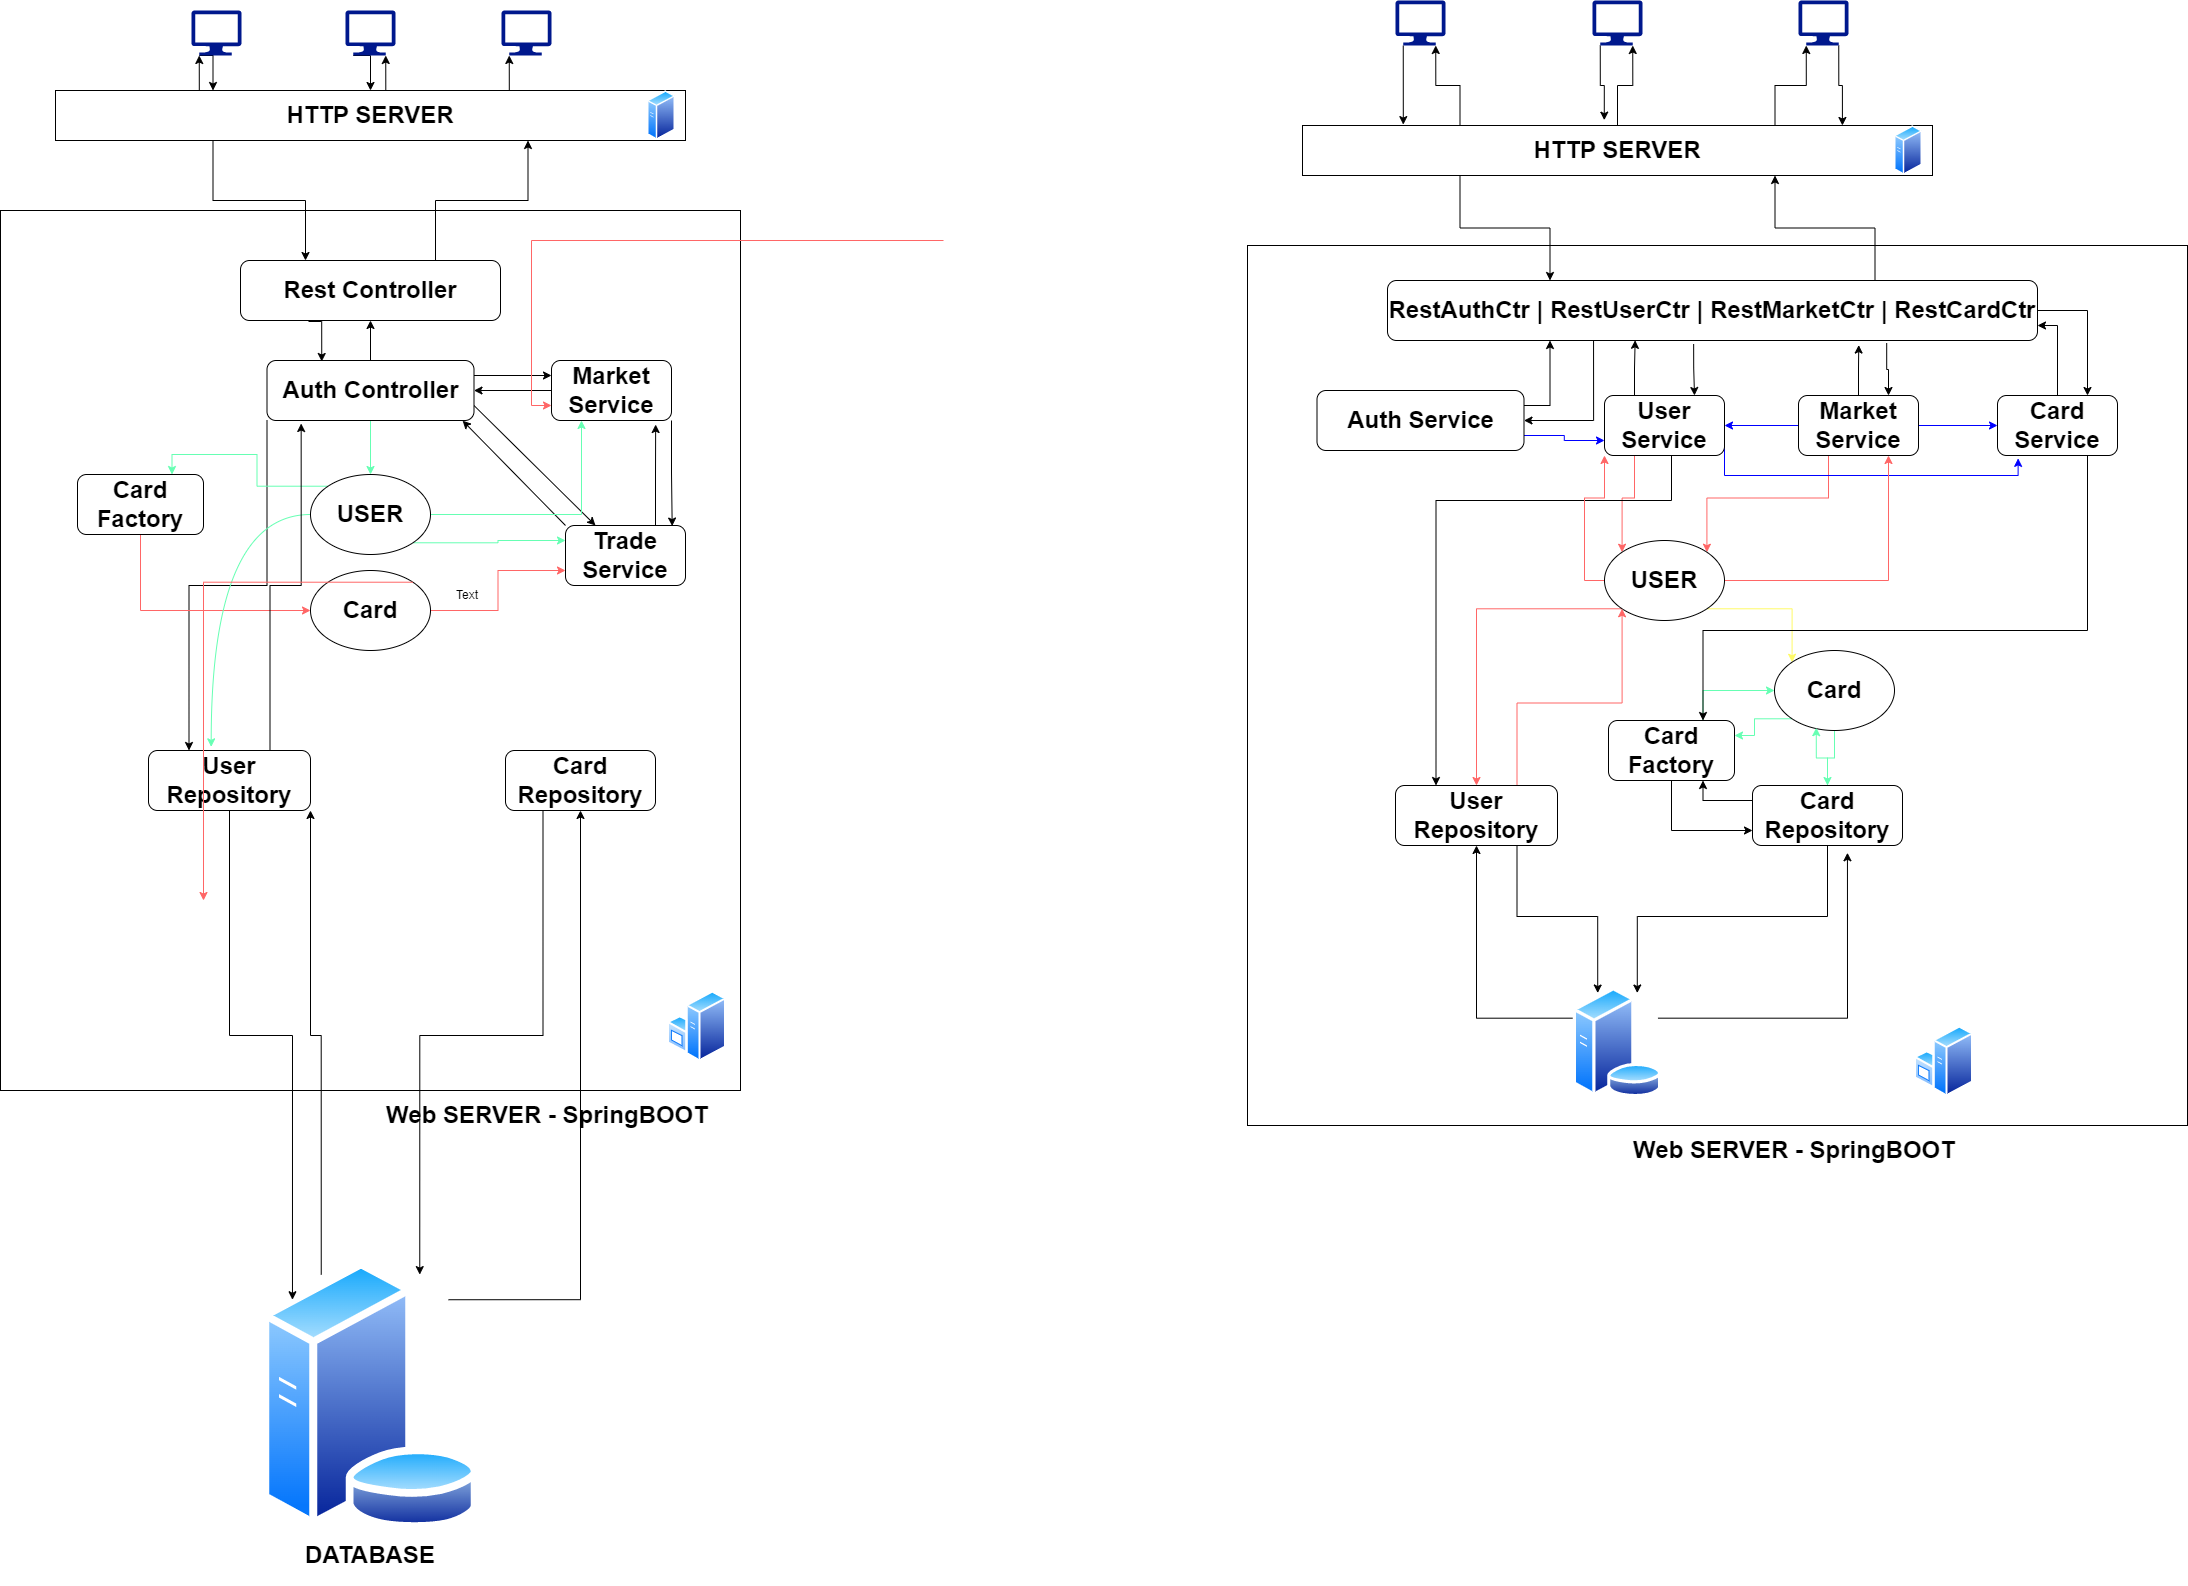 HTTP SERVER
Rest Controller
Auth Controller
Market
Service
Card
Factory
USER
Trade
Service
Card
Text
User
Repository
Card
Repository
Web SERVER - SpringBOOT
DATABASE
HTTP SERVER
RestAuthCtr | RestUserCtr | RestMarketCtr | RestCardCtr
Auth Service
User
Service
Market
Service
Card
Service
USER
Card
Card
Factory
User
Repository
Card
Repository
Web SERVER - SpringBOOT